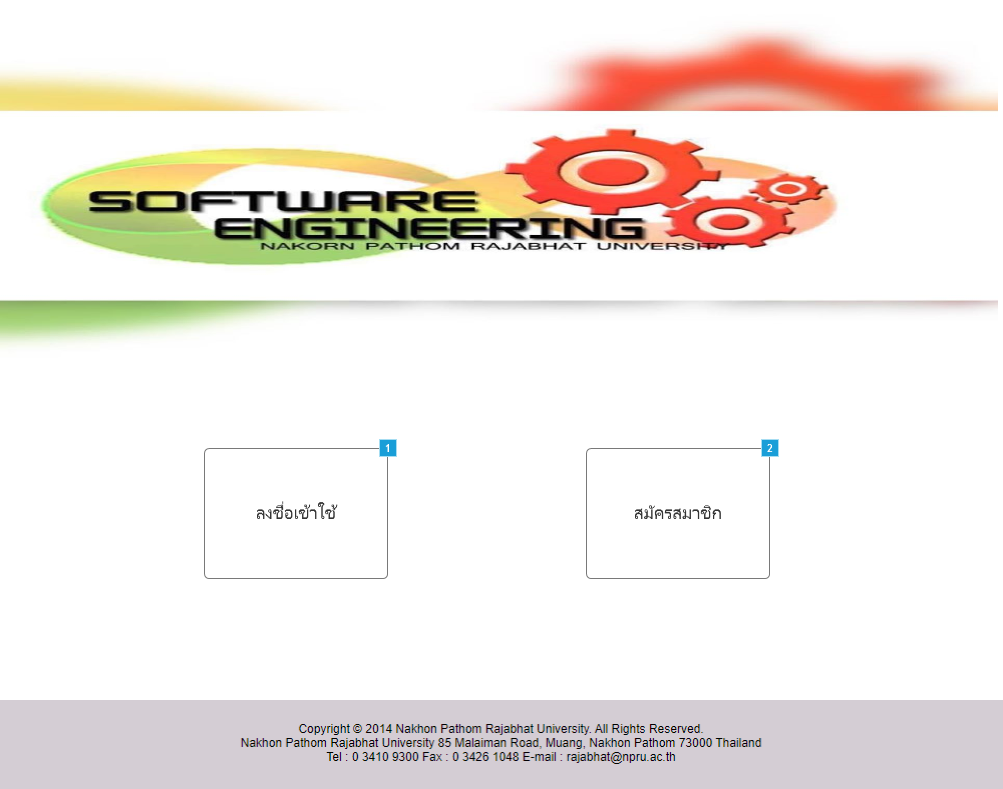 SOFTWARE
ENGINEERING
NAKORN PATHOM RAJABHAT UNIVERSITY
1
2
ลงชื่อเข้าใช้
สมัครสมาชิก
Copyright © 2014 Nakhon Pathom Rajabhat University. All Rights Reserved.
Nakhon Pathom Rajabhat University 85 Malaiman Road, Muang, Nakhon Pathom 73000 Thailand
Tel : 0 3410 9300 Fax : 0 3426 1048 E-mail : rajabhat@npru.ac.th